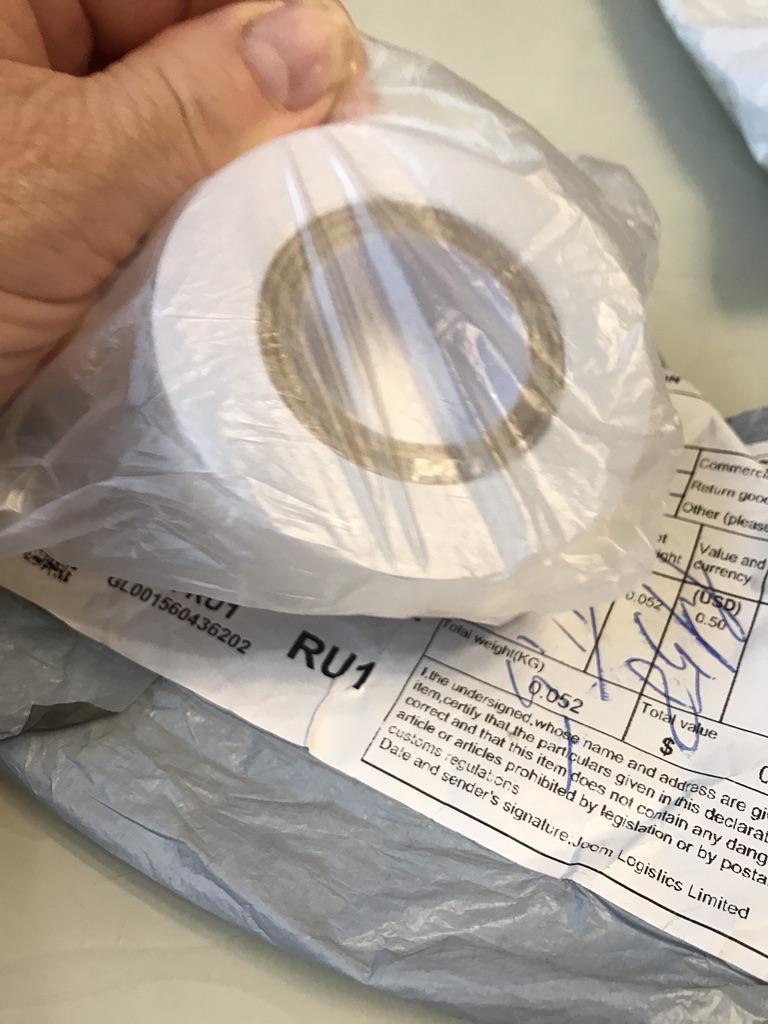 Commerci
Return good
Other (please
Value and
currency
(USD)
0.052
0.50
RU1
GL001560436202
RU1
Total weight(KG)
0.052
Total value
$
I,the undersigned,whose name and address are giv
item,certify that the particulars given in this declarat
correct and that this item does not contain any dang
article or articles prohibited by legislation or by posta
customs regulations
Date and sender's signature.Joom Logislics Limited